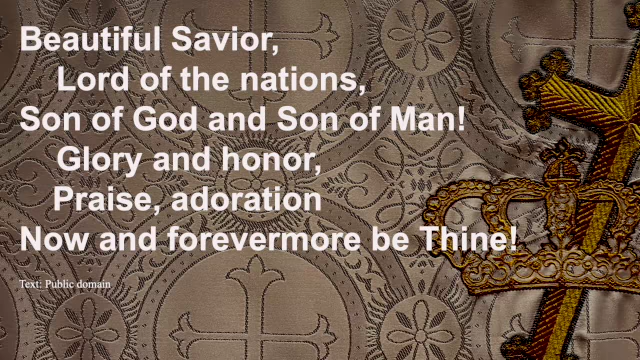 Beautiful Savior,
Lord of the nations,
Son of God and Son of Man!
Glory and honor,
Praise, adoration
Now and forevermore be Thine!
Text: Public domain